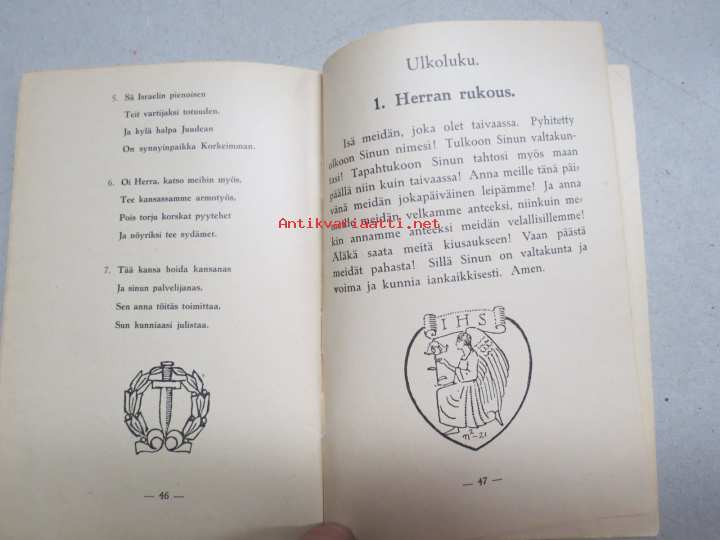 5. Sä Israelin pienoisen
Teit vartijaksi totuuden.
Ja kylä halpa Juudean
On synnyinpaikka Korkeimman.
6. Oi Herra, katso meihin myös,
Tee kansassamme armotyös,
Pois torju korskat pyytehet
Ja nöyriksi tee sydämet.
7. Tää kansa hoida kansanas
Ja sinun palvelijanas.
Sen anna töitäs toimittaa,
Sun kunniaasi julistaa.
— 46 —
Ulkoluku.
1. Herran rukous.
Isä meidän, joka olet taivaassa. Pyhitetty
olkoon Sinun nimesi! Tulkoon Sinun valtakun-
tasi! Tapahtukoon Sinun tahtosi myös maan
päällä niin kuin taivaassa! Anna meille tänä päi-
vänä meidän jokapäiväinen leipämme! Ja anna
meidän velkamme anteeksi, niinkuin me-
kin annamme anteeksi meidän velallisillemme!
Äläkä saata meitä kiusaukseen! Vaan päästä
meidät pahasta! Sillä Sinun on valtakunta ja
voima ja kunnia iankaikkisesti. Amen.
IHS
n²-21
— 47 —
Antikvariaatti.net